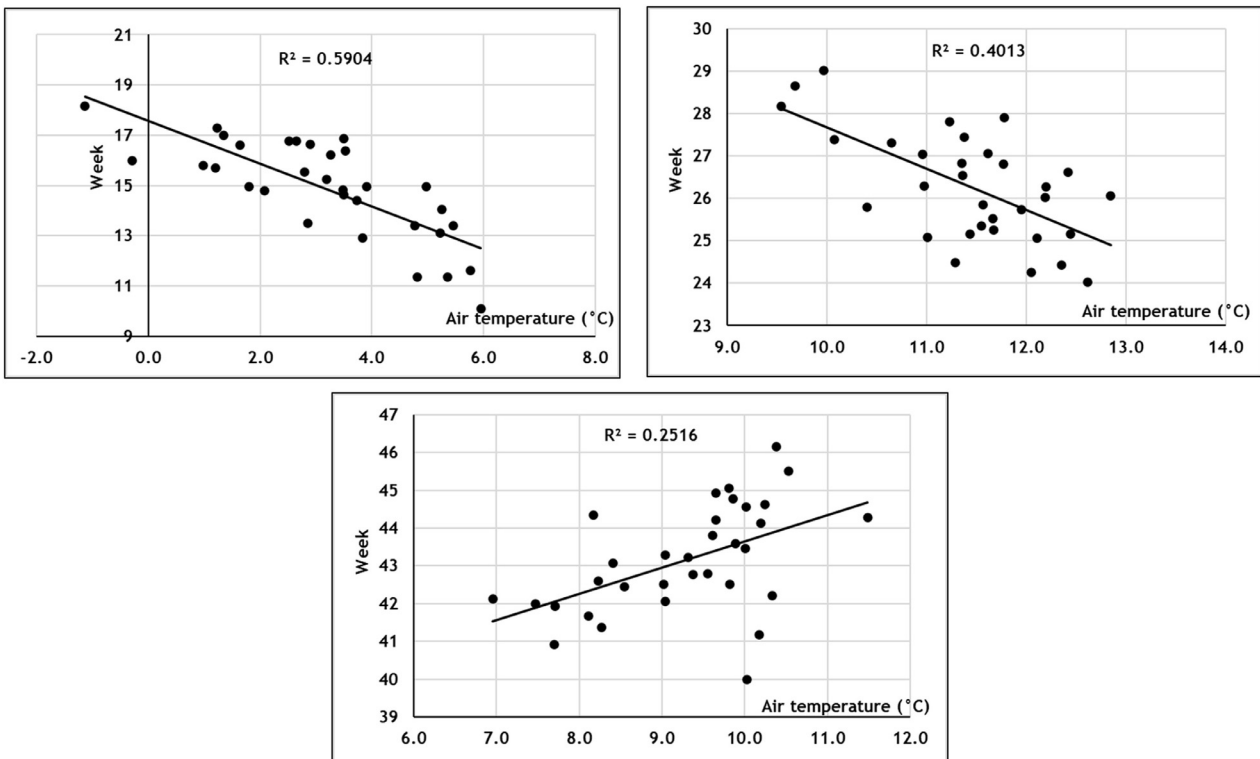 21
R² = 0.5904
19
17
Week
15
13
11
Air temperature (°C)
9
-2.0 0.0 2.0 4.0 6.0 8.0
30
R² = 0.4013
29
28
27
Week
26
25
24
Air temperature (°C)
23
9.0 10.0 11.0 12.0 13.0 14.0
47
R² = 0.2516
46
45
44
Week
43
42
41
40
Air temperature (°C)
39
6.0 7.0 8.0 9.0 10.0 11.0 12.0